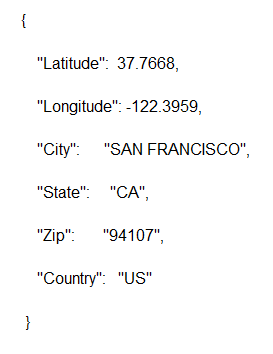 {
"Latitude": 37.7668,
"Longitude": -122.3959,
"City": "SAN FRANCISCO",
"State": "CA",
"Zip": "94107",
"Country": "US"
}